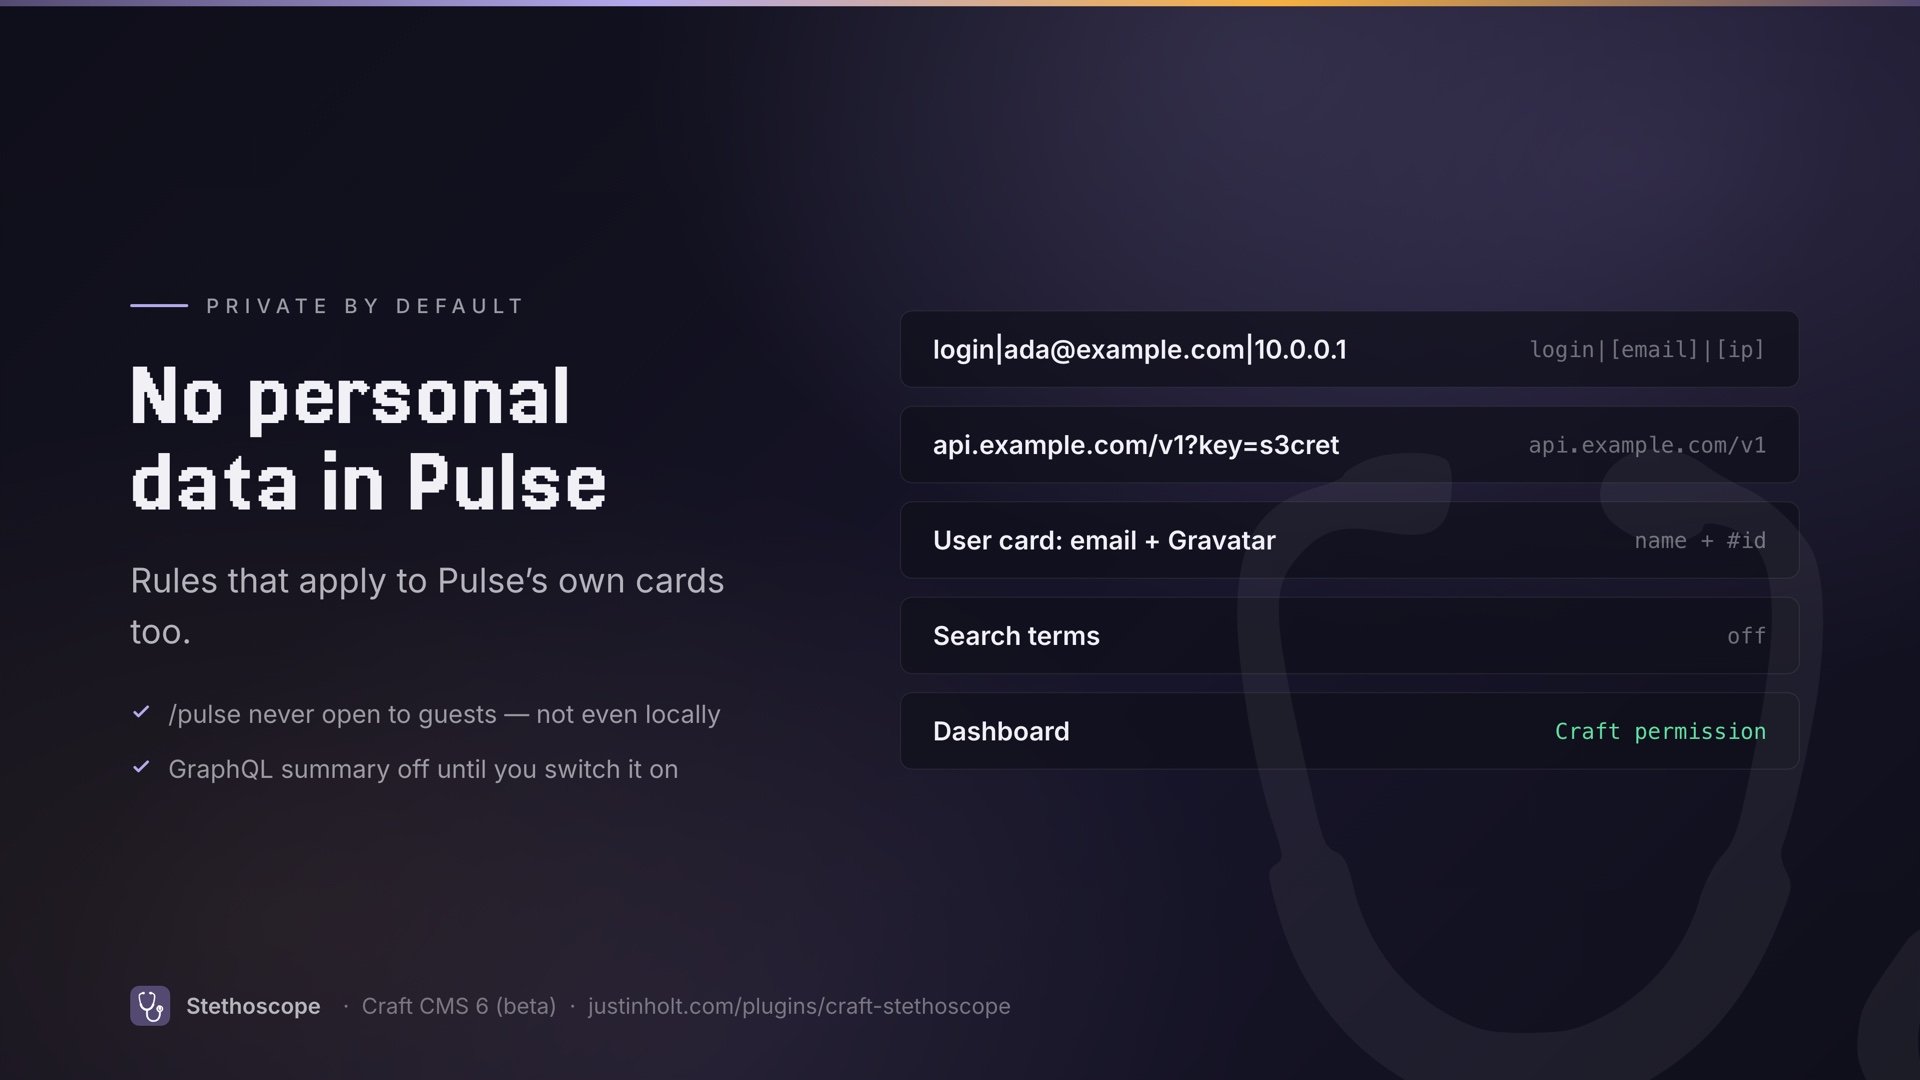 PRIVATE BY DEFAULT
No personal
data in Pulse
Rules that apply to Pulse’s own cards
too.
/pulse never open to guests — not even locally
GraphQL summary off until you switch it on
login|ada@example.com|10.0.0.1 login|[email]|[ip]
api.example.com/v1?key=s3cret api.example.com/v1
User card: email + Gravatar name + #id
Search terms off
Dashboard Craft permission
Stethoscope · Craft CMS 6 (beta) · justinholt.com/plugins/craft-stethoscope